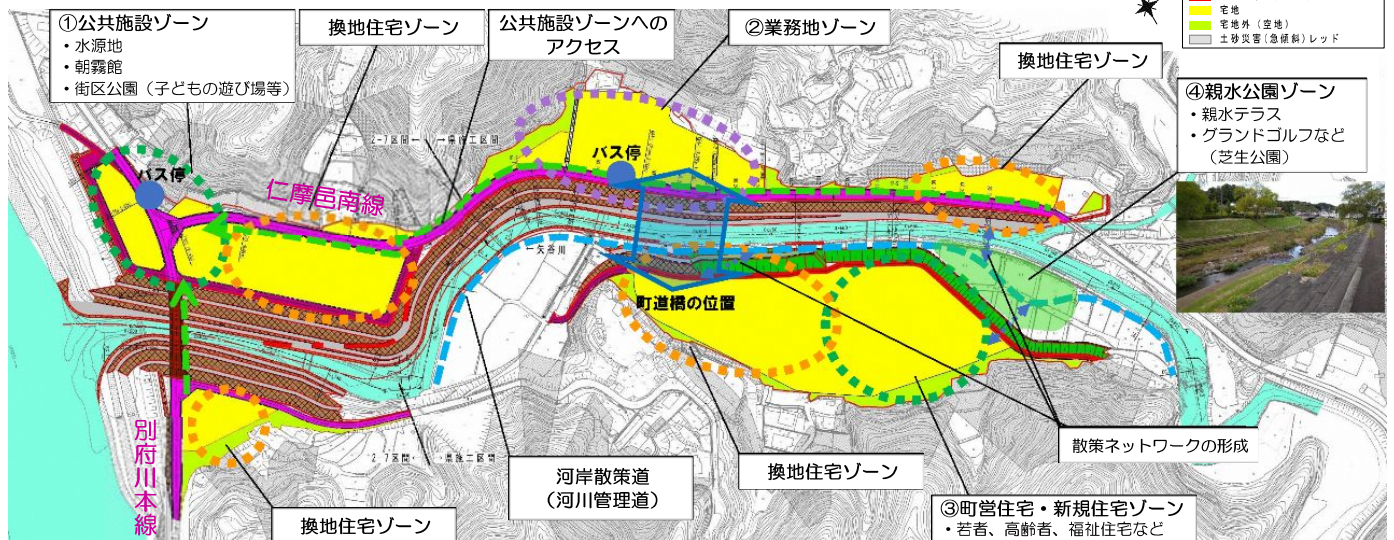 ①公共施設ゾーン
・水源地
・朝霧館
・街区公園（子どもの遊び場等）
換地住宅ゾーン
公共施設ゾーンへの
アクセス
②業務地ゾーン
換地住宅ゾーン
宅地
宅地外（空地）
土砂災害(急傾斜)レッド
④親水公園ゾーン
・親水テラス
・グランドゴルフなど
（芝生公園）
バス停
バス停
仁摩邑南線
町道橋の位置
別府川本線
換地住宅ゾーン
河岸散策道
（河川管理道）
換地住宅ゾーン
散策ネットワークの形成
③町営住宅・新規住宅ゾーン
・若者、高齢者、福祉住宅など